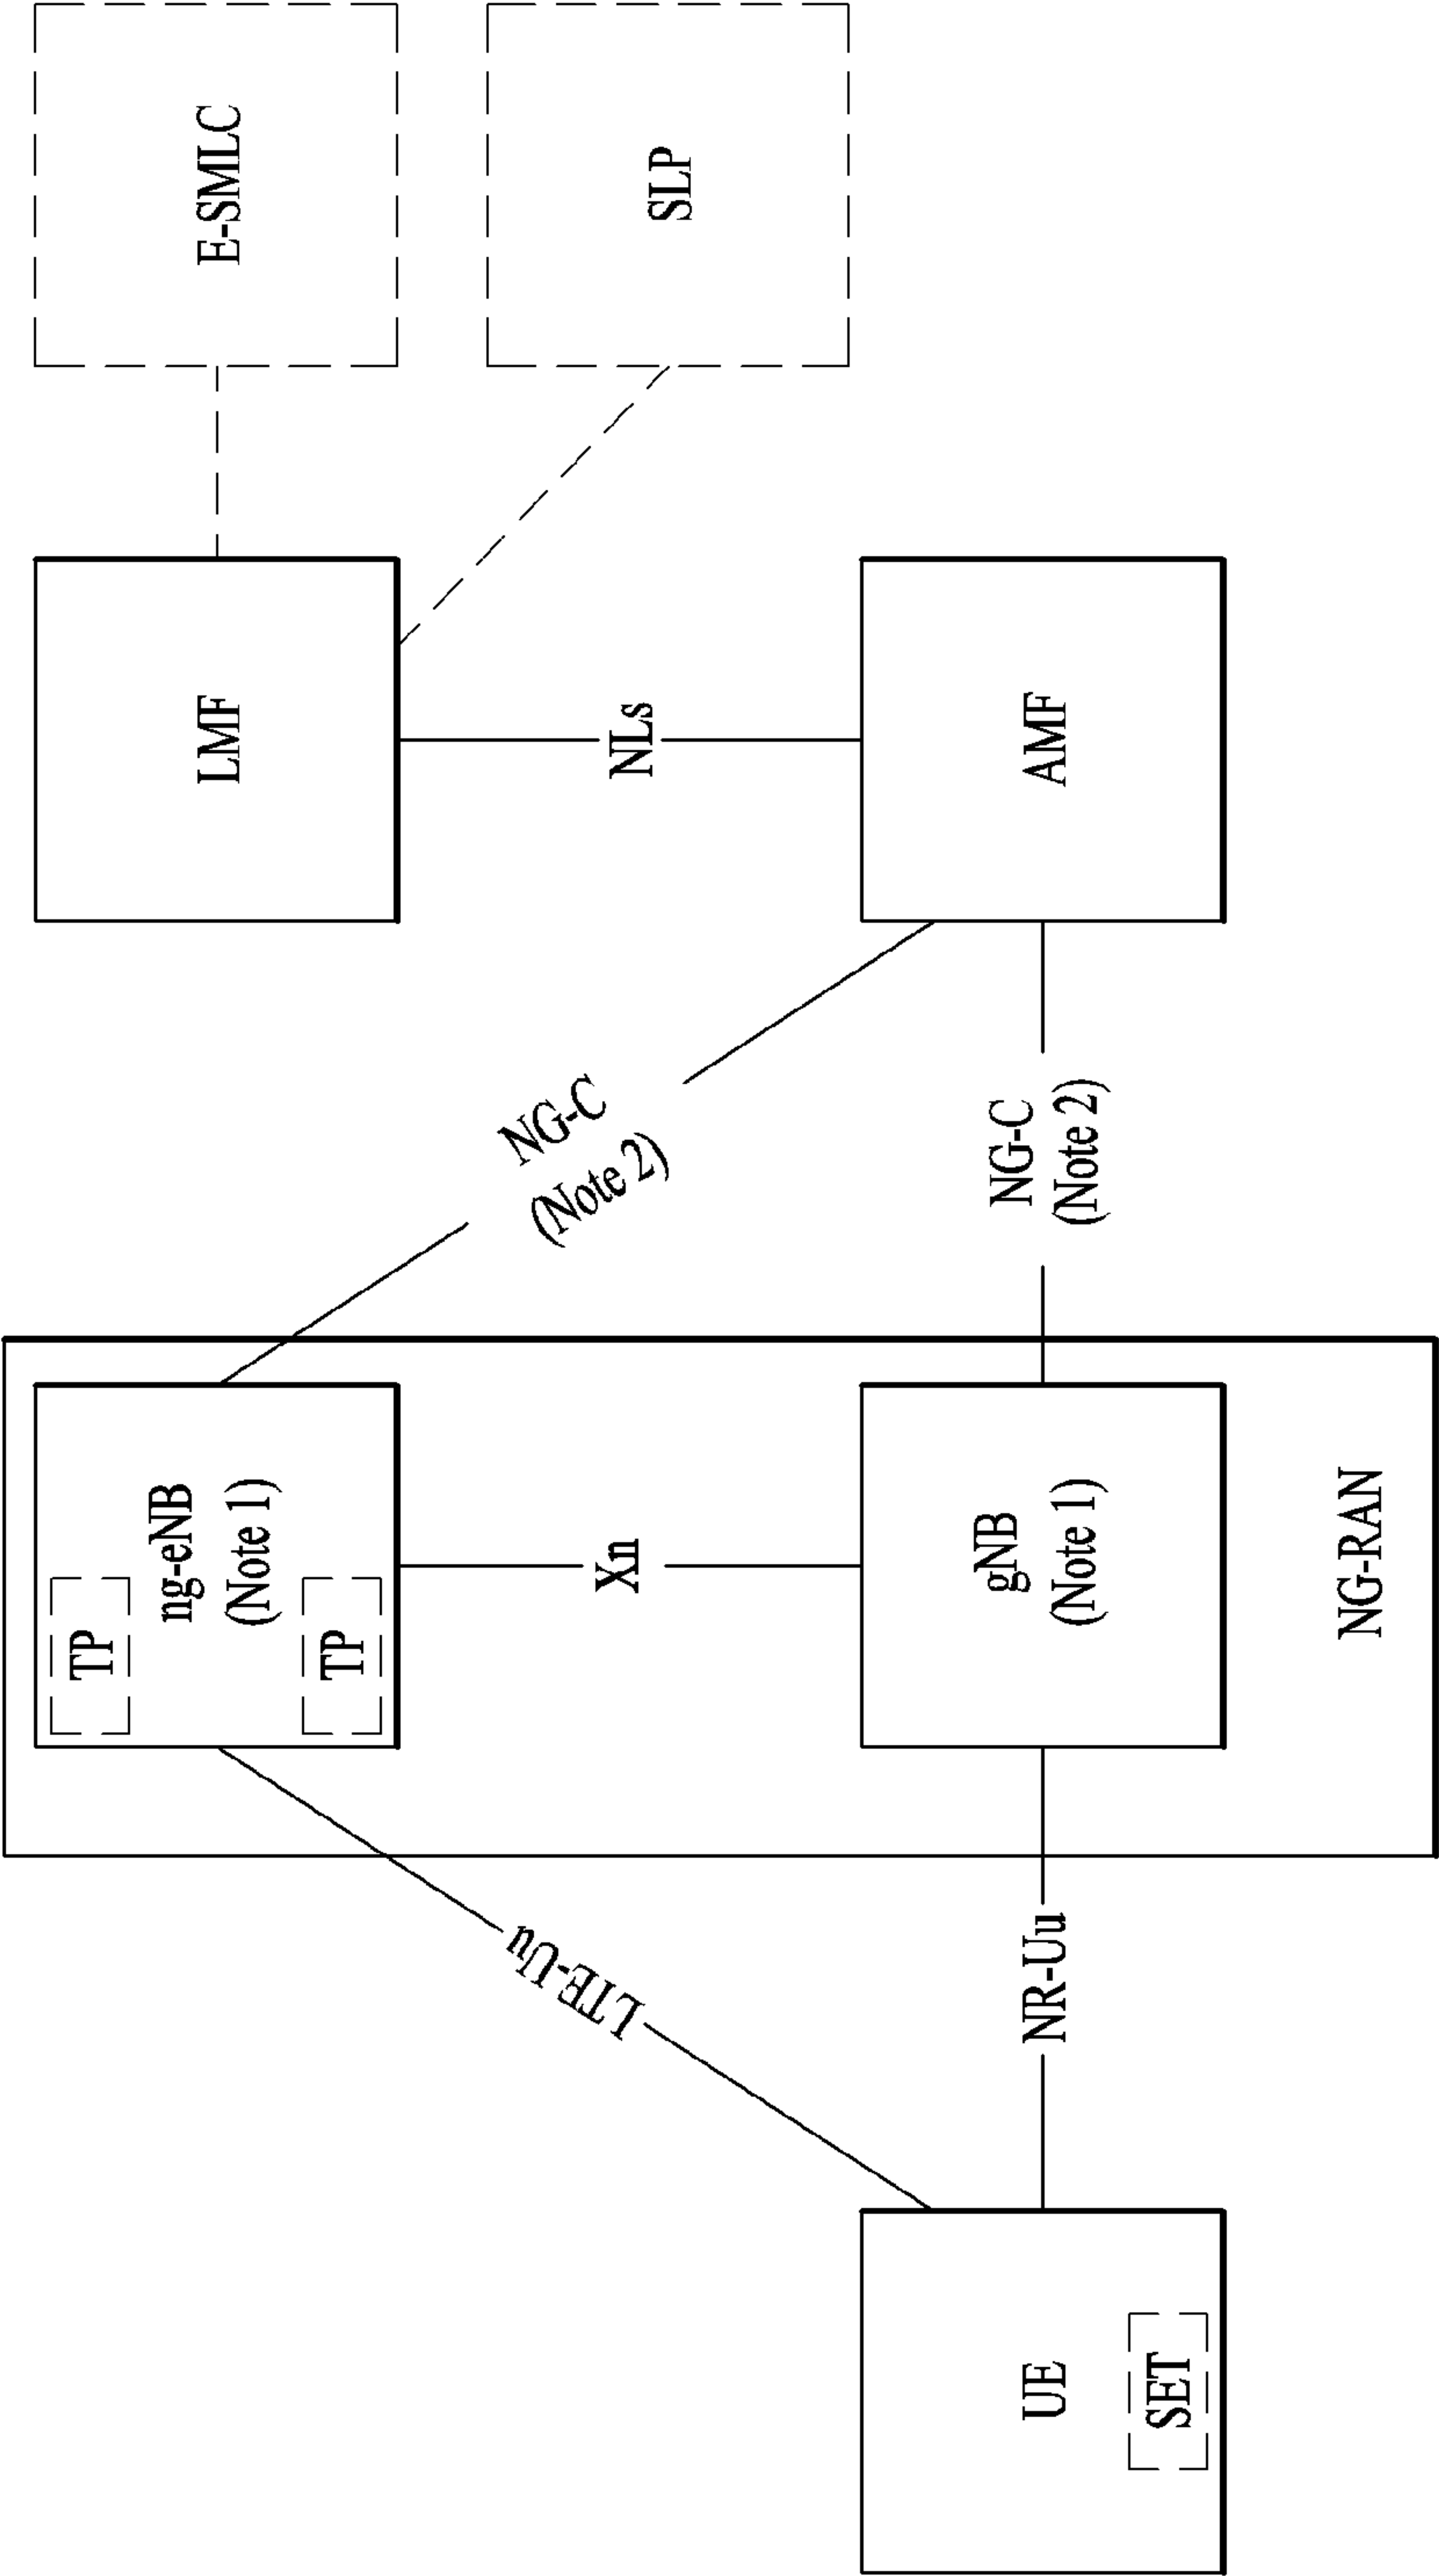 TP
ng-eNB
(Note 1)
TP
LMF
E-SMLC
LTE-Uu
Xn
NG-C
(Note 2)
NLs
SLP
UE
SET
NR-Uu
gNB
(Note 1)
NG-C
(Note 2)
AMF
NG-RAN